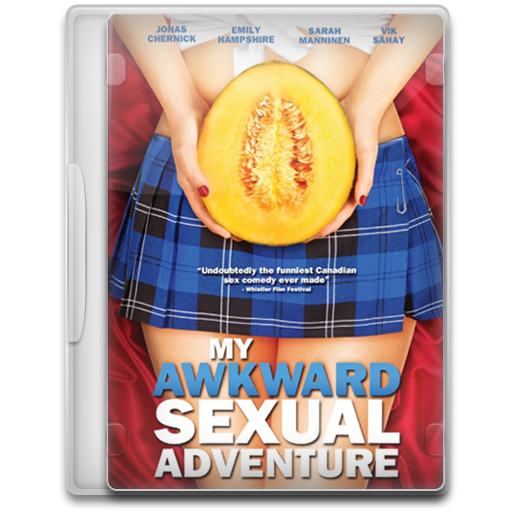 JONAS CHERNICK
EMILY HAMPSHIRE
SARAH MANNINEN
VIK SAHAY
"Undoubtedly the funniest Canadian
sex comedy ever made"
- Whistler Film Festival
MY
AWKWARD
SEXUAL
ADVENTURE